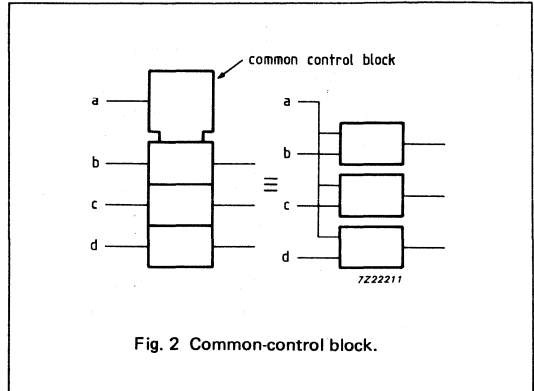 common control block
a
a
b
b
≡
c
c
d
d
7Z22211
Fig. 2 Common-control block.